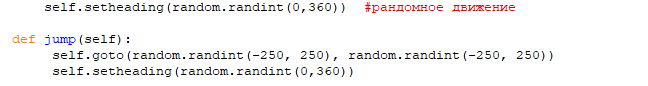 self.setheading(random.randint(0,360))  #рандомное движение
def jump(self):
self.goto(random.randint(-250, 250), random.randint(-250, 250))
self.setheading(random.randint(0,360))